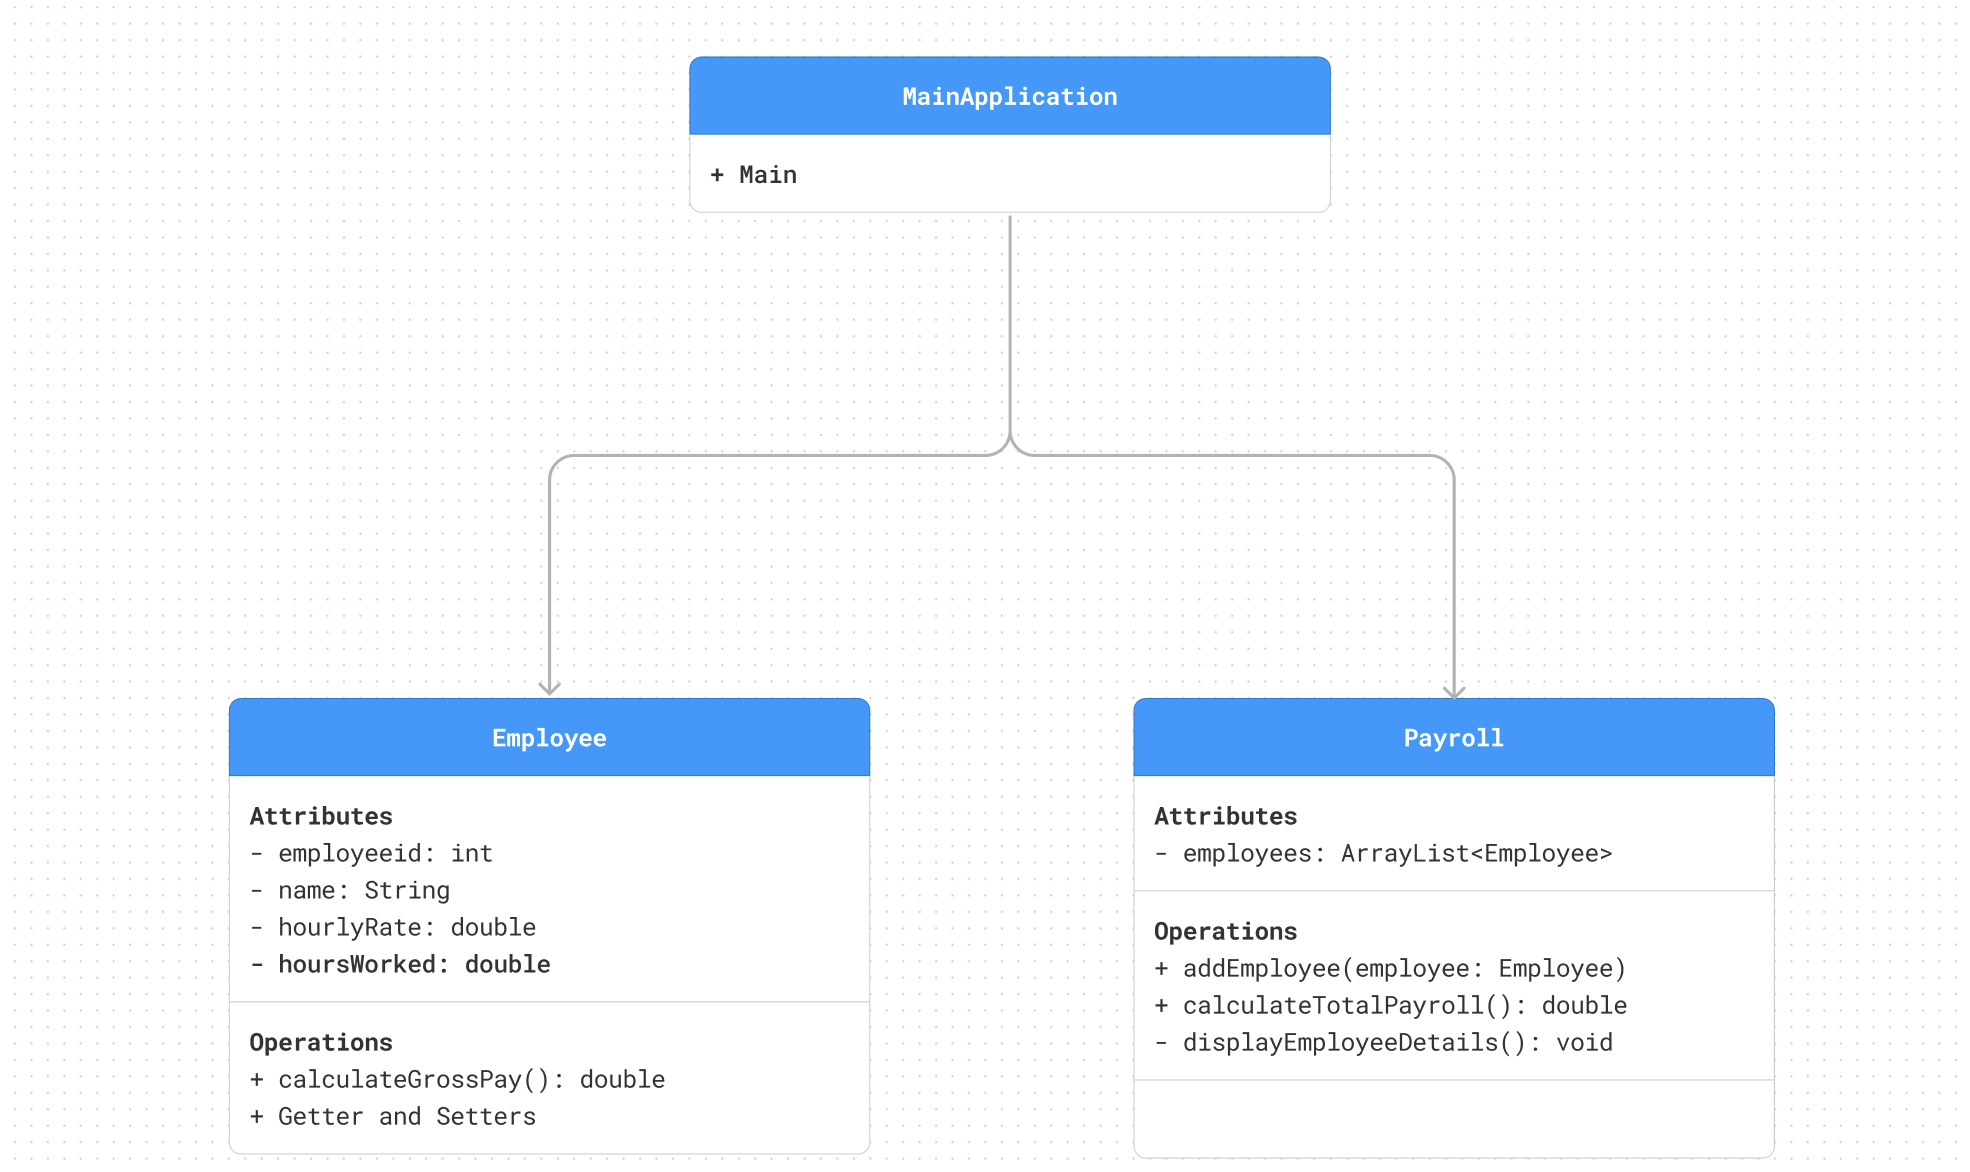 MainApplication
+ Main
Employee
Attributes
- employeeid: int
- name: String
- hourlyRate: double
- hoursWorked: double
Operations
+ calculateGrossPay(): double
+ Getter and Setters
Payroll
Attributes
- employees: ArrayList<Employee>
Operations
+ addEmployee(employee: Employee)
+ calculateTotalPayroll(): double
- displayEmployeeDetails(): void